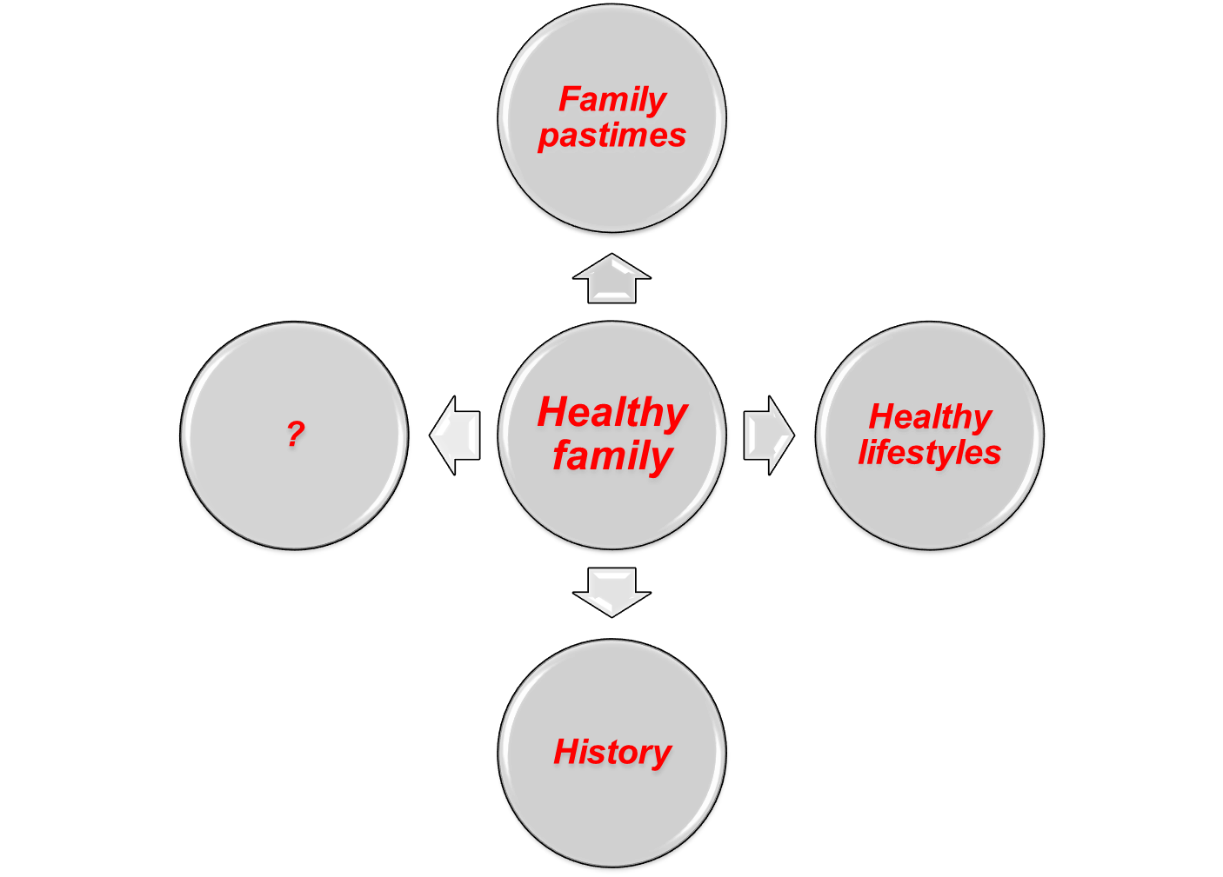 Family
pastimes
?
Healthy
family
Healthy
lifestyles
History